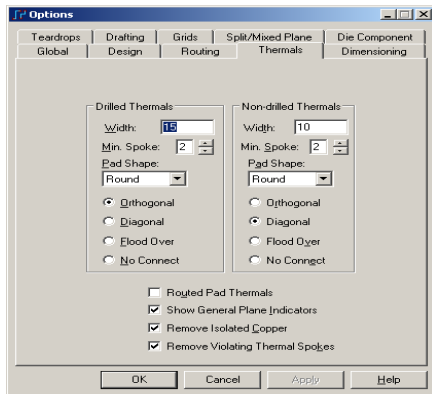 Options
Teardrops Drafting Grids Split/Mixed Plane Die Component
Global Design Routing Thermals Dimensioning
Drilled Thermals
Width: 15
Min. Spoke: 2
Pad Shape:
Round
Orthogonal
Diagonal
Flood Over
No Connect
Non-drilled Thermals
Width: 10
Min. Spoke: 2
Pad Shape:
Round
Orthogonal
Diagonal
Flood Over
No Connect
Routed Pad Thermals
Show General Plane Indicators
Remove Isolated Copper
Remove Violating Thermal Spokes
OK Cancel Apply Help